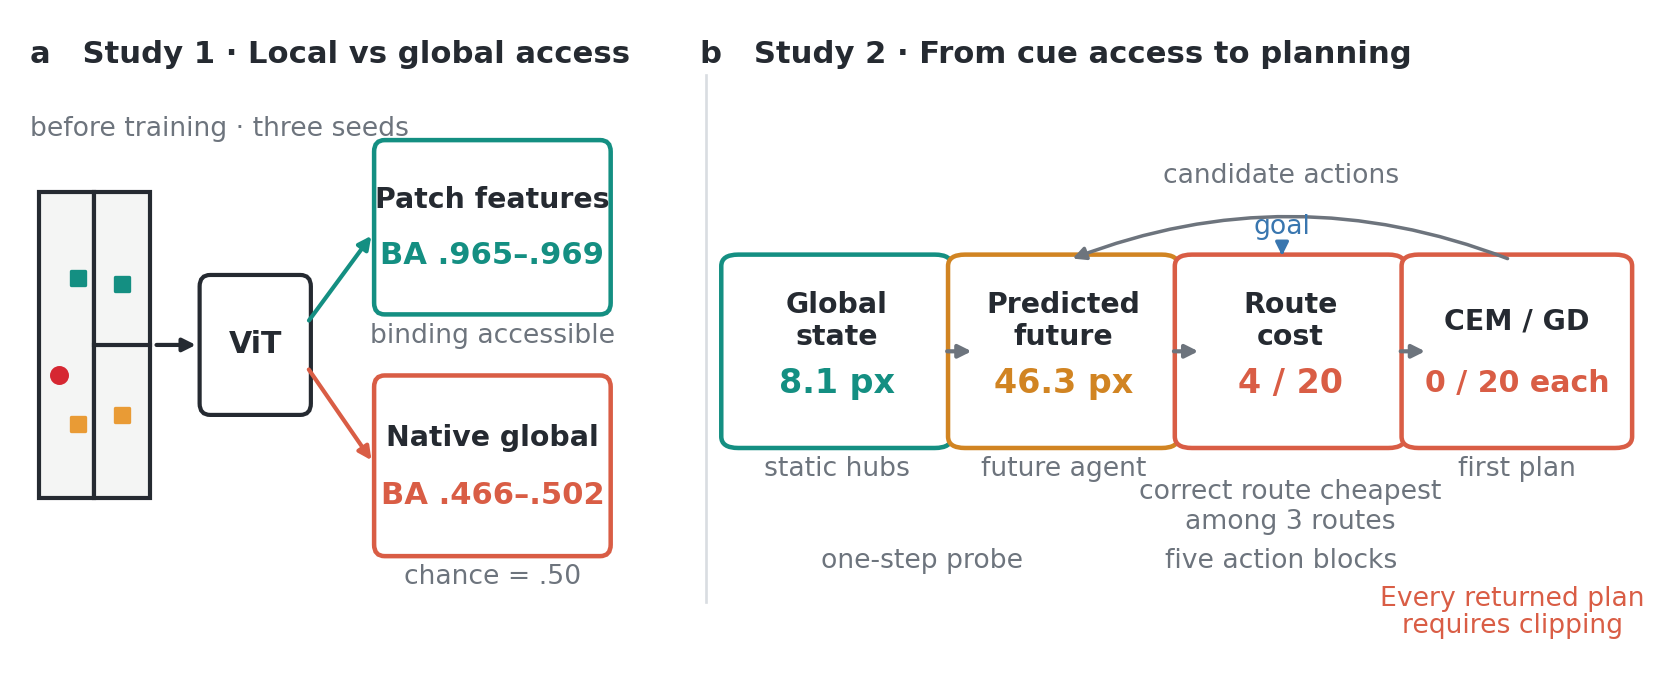 a Study 1 · Local vs global access
before training · three seeds
ViT
Patch features
BA .965–.969
binding accessible
Native global
BA .466–.502
chance = .50
b Study 2 · From cue access to planning
candidate actions
goal
Global
state
8.1 px
static hubs
Predicted
future
46.3 px
future agent
Route
cost
4 / 20
correct route cheapest
among 3 routes
CEM / GD
0 / 20 each
first plan
one-step probe
five action blocks
Every returned plan
requires clipping